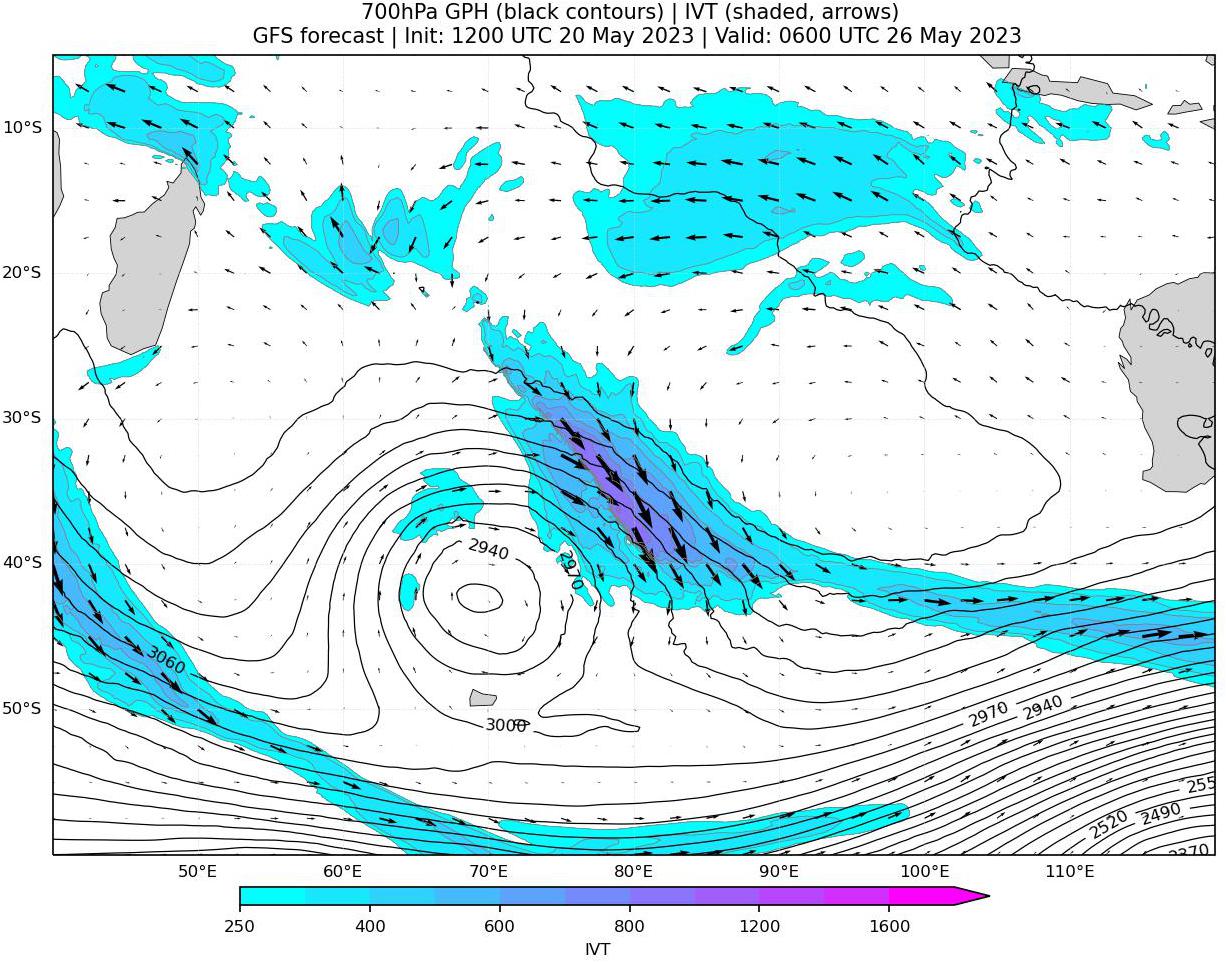 700hPa GPH (black contours) | IVT (shaded, arrows)
GFS forecast | Init: 1200 UTC 20 May 2023 | Valid: 0600 UTC 26 May 2023
10°S
20°S
30°S
40°S
50°S
2940
2970
3060
3000
2970
2940
255
2520
2490
2370
50°E
60°E
70°E
80°E
90°E
100°E
110°E
250
400
600
800
1200
1600
IVT